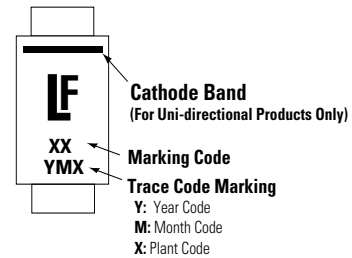 LF
XX
YMX
Cathode Band
(For Uni-directional Products Only)
Marking Code
Trace Code Marking
Y: Year Code
M: Month Code
X: Plant Code